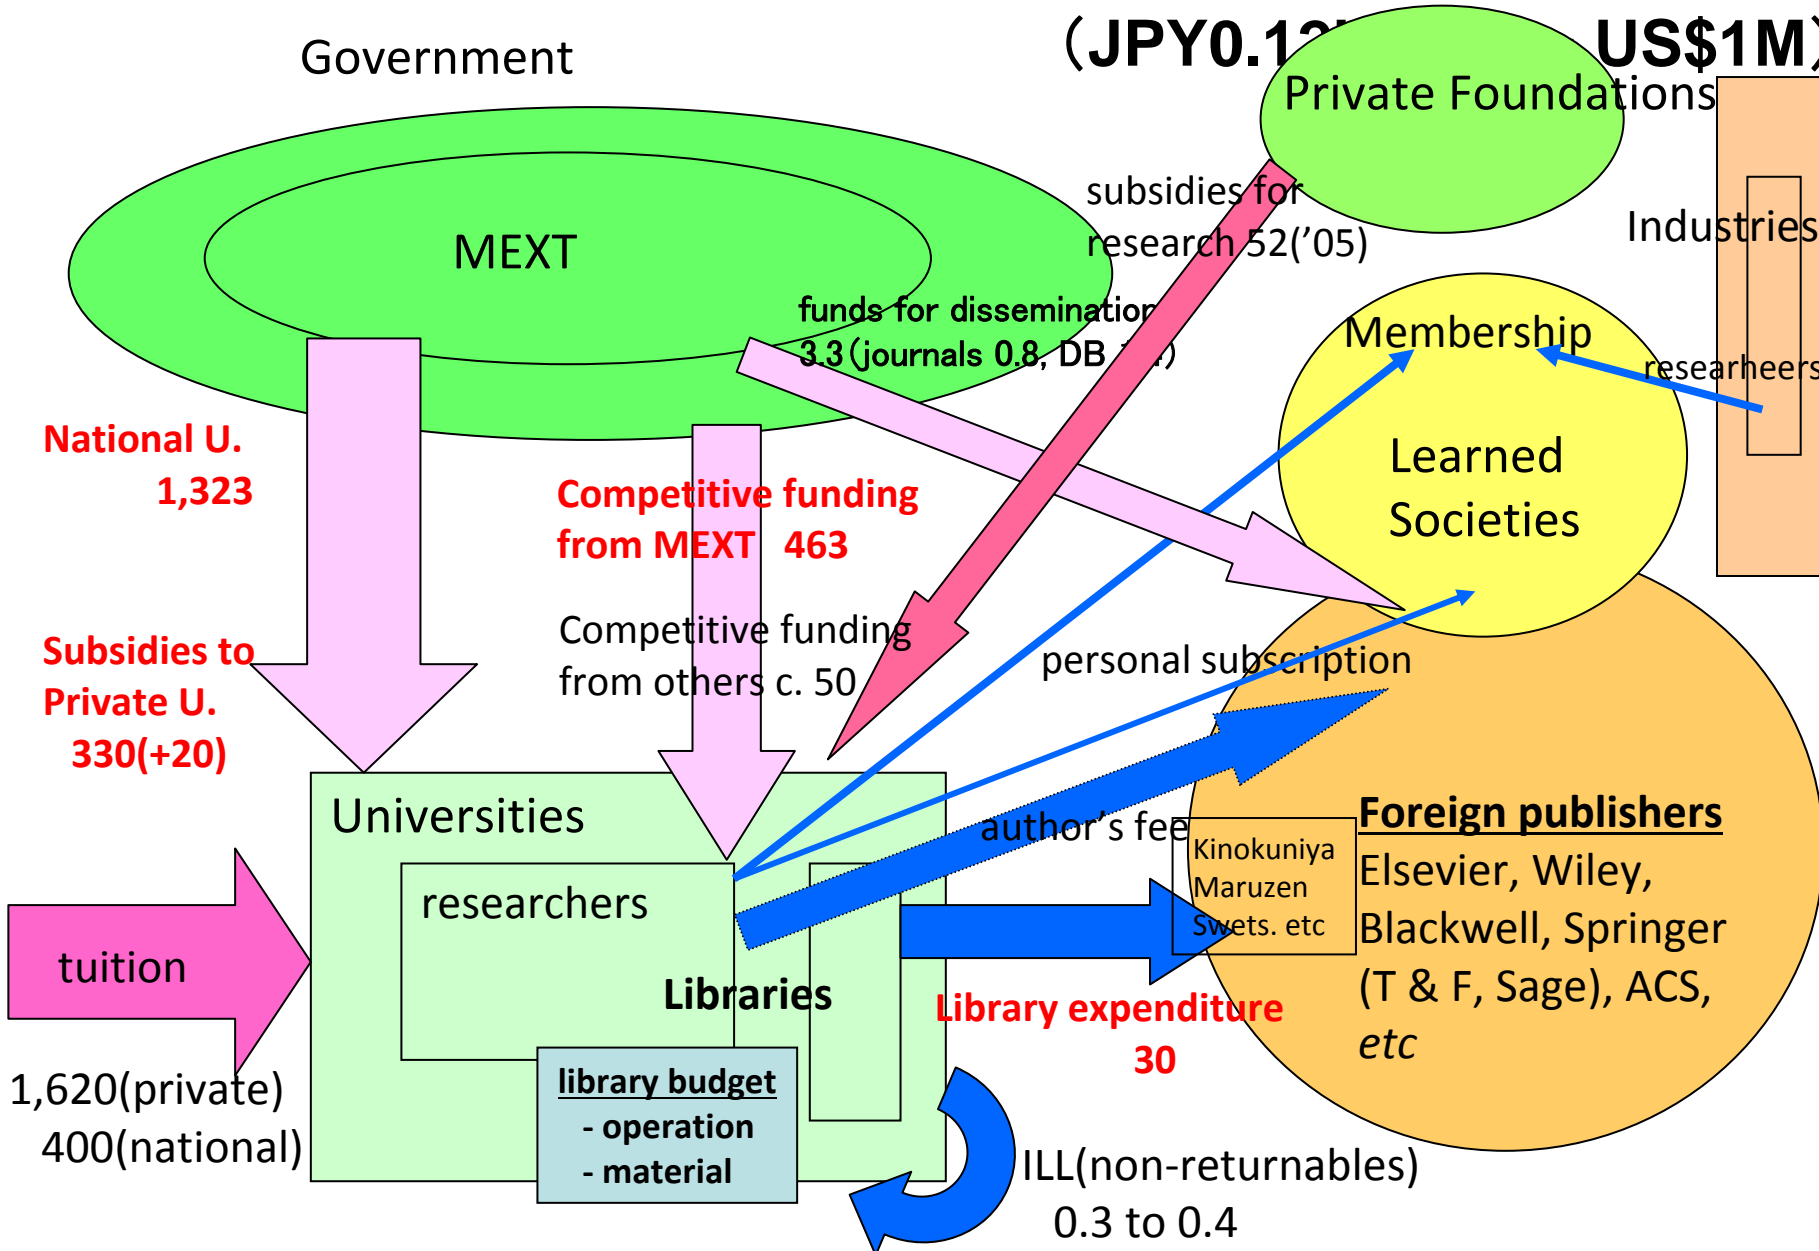 （JPY0.12
US$1M）
Government
Private Foundations
MEXT
subsidies for
research 52('05)
Industries
funds for dissemination
3.3(journals 0.8, DB
Membership
researheers
National U.
1,323
Learned
Societies
Competitive funding
from MEXT 463
Competitive funding
from others c. 50
Subsidies to
Private U.
330(+20)
personal subscription
Universities
author's fee
Foreign publishers
Elsevier, Wiley,
Blackwell, Springer
(T & F, Sage), ACS,
etc
Kinokuniya
Maruzen
Swets. etc
researchers
tuition
Libraries
Library expenditure
30
1,620(private)
400(national)
library budget
- operation
- material
ILL(non-returnables)
0.3 to 0.4